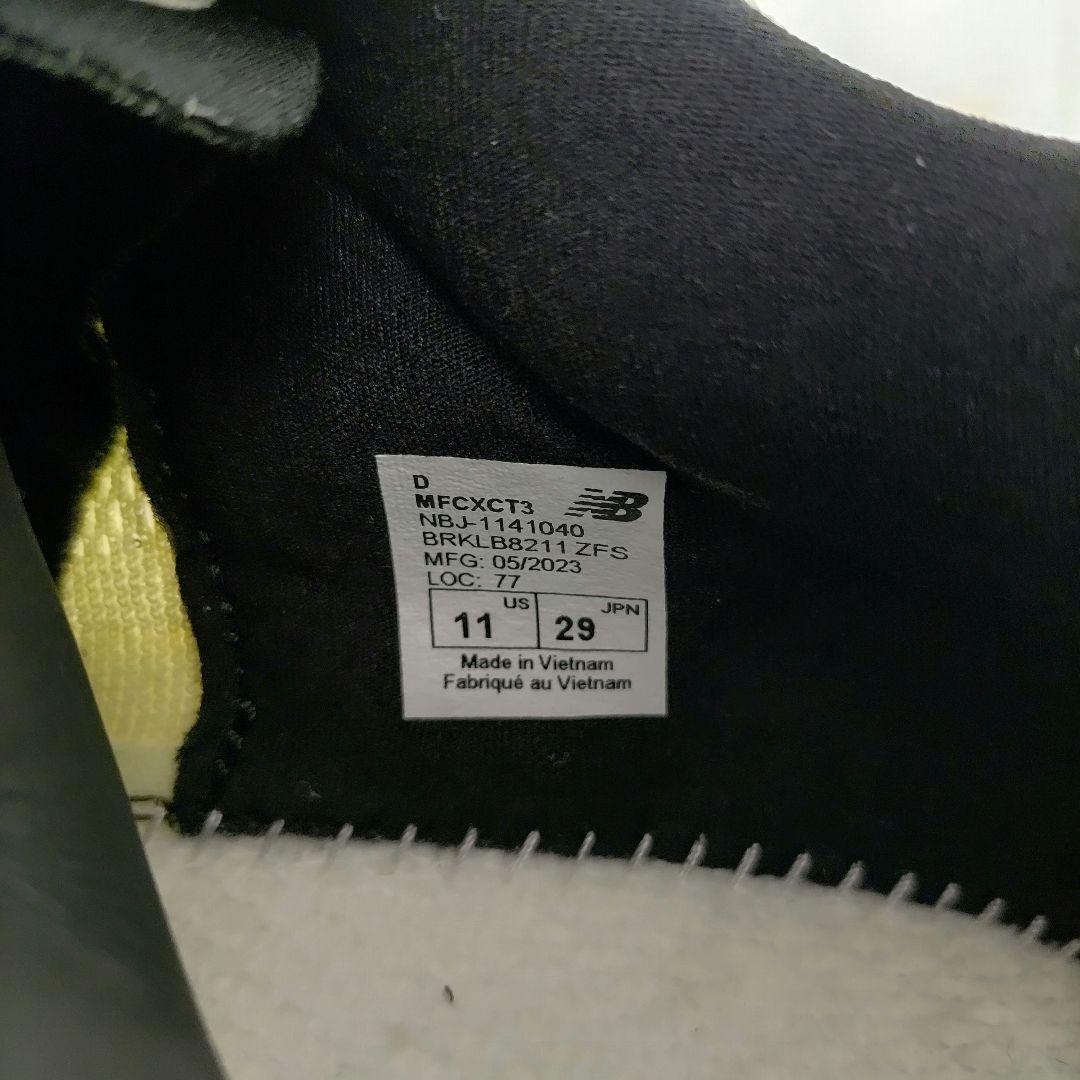 D
MFCXCT3
NB
NBJ-1141040
BRKLB8211 ZFS
MFG: 05/2023
LOC: 77
11 US 29 JPN
Made in Vietnam
Fabriqué au Vietnam